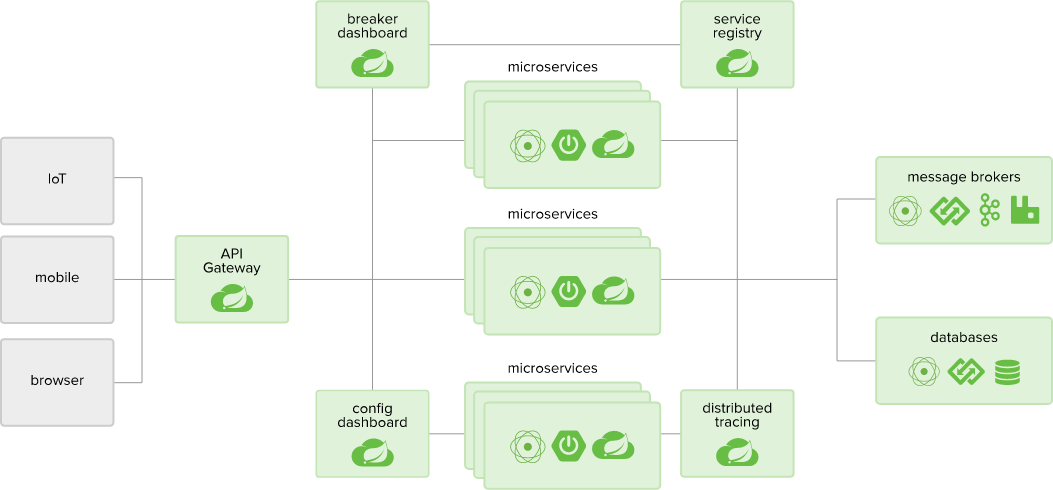 breaker
dashboard
service
registry
microservices
IoT
mobile
browser
API
Gateway
microservices
message brokers
databases
microservices
config
dashboard
distributed
tracing